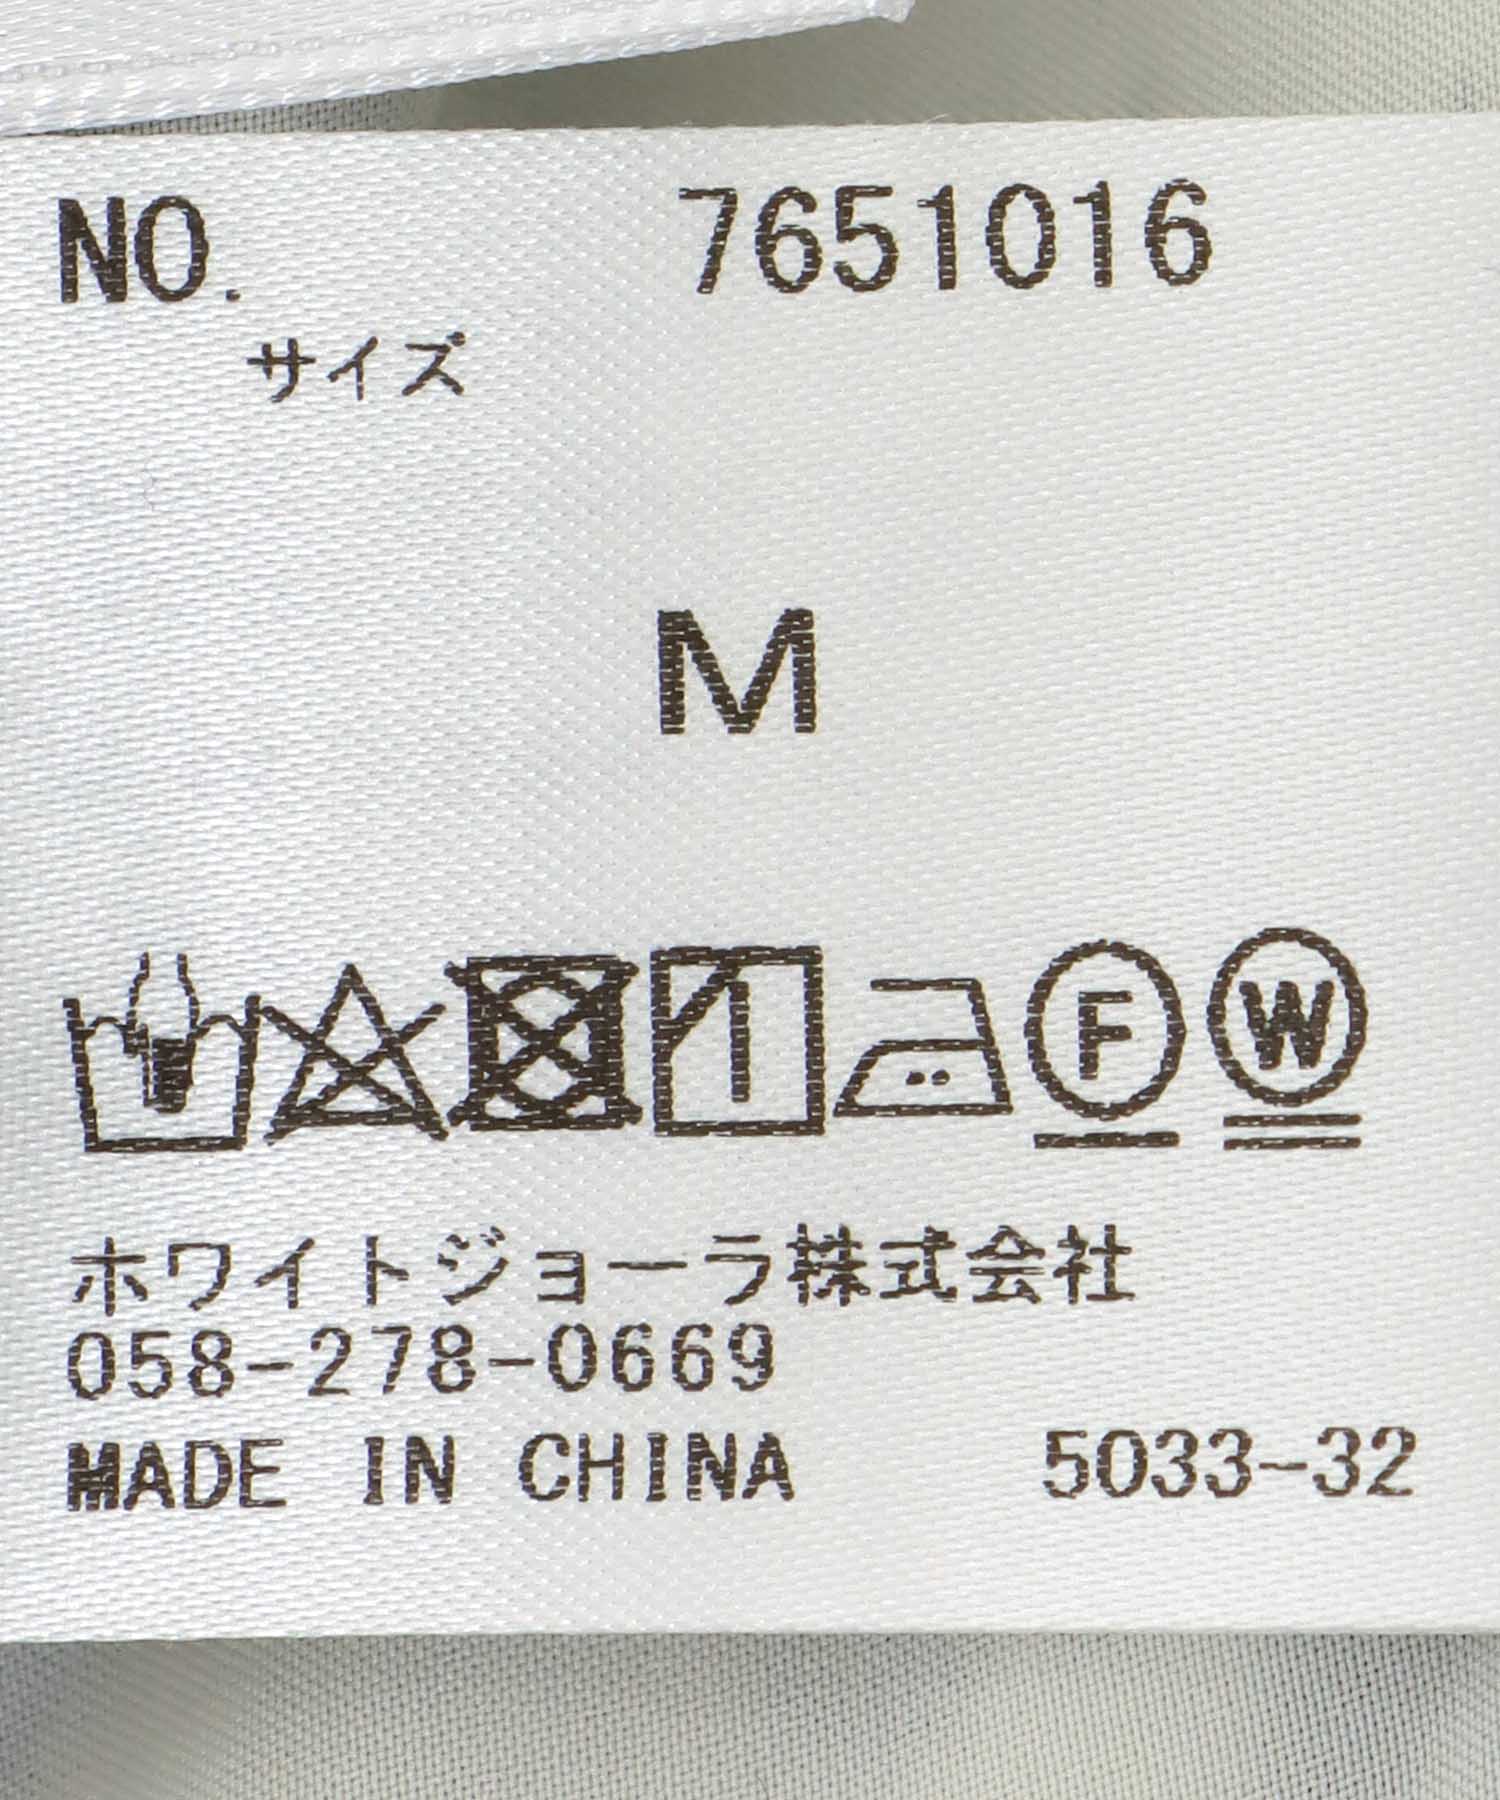 NO. 7651016
サイズ
M
F W
ホワイトジョーラ株式会社
058-278-0669
MADE IN CHINA 5033-32